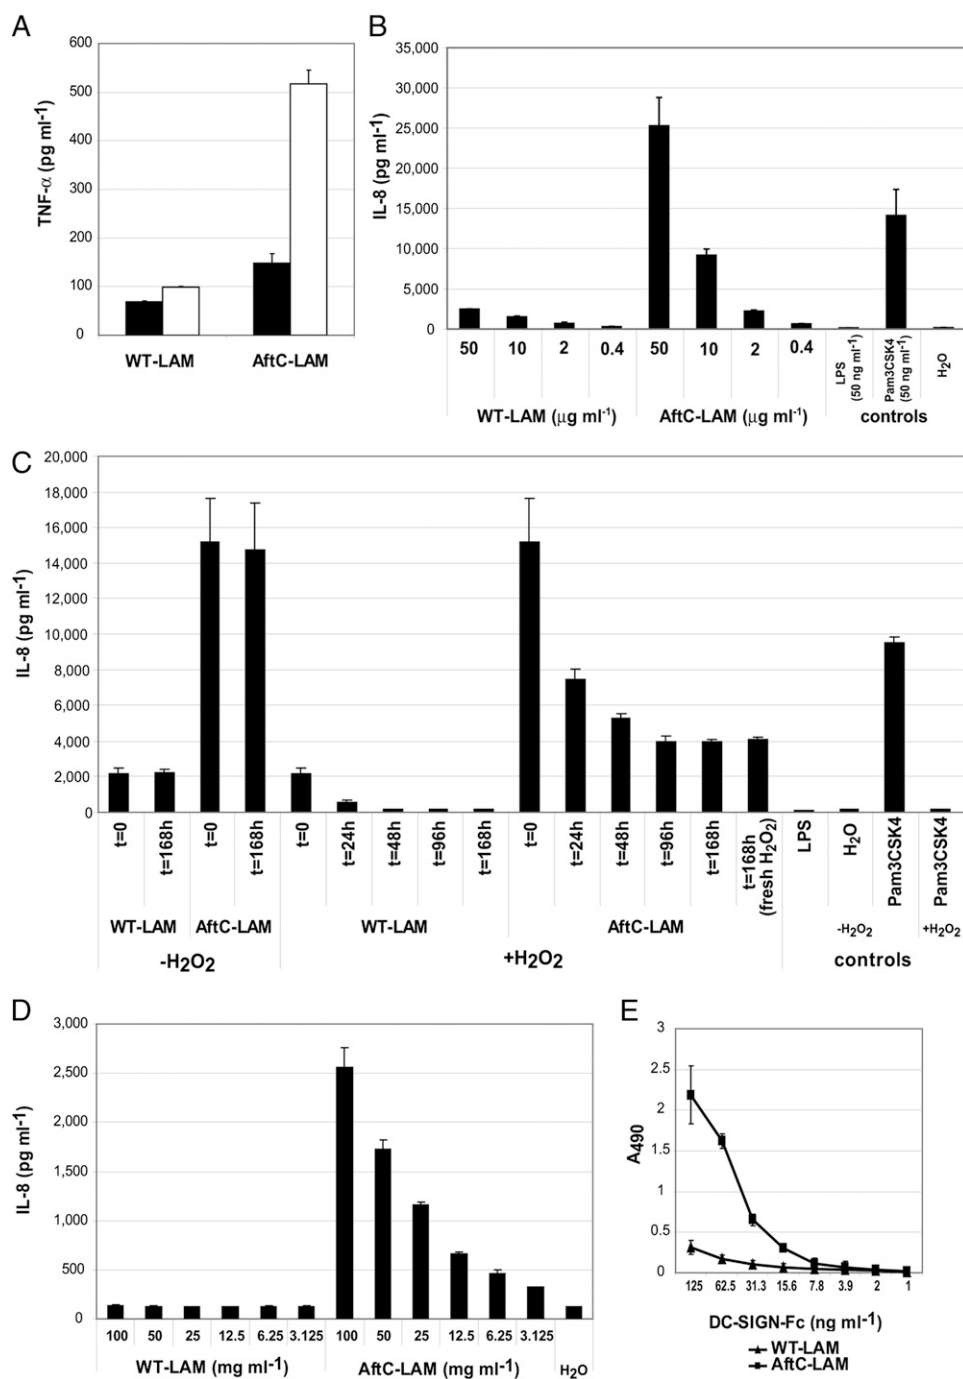 A
TNF-α (pg ml-1)
600
500
400
300
200
100
0
WT-LAM AftC-LAM
B
IL-8 (pg ml-1)
35,000
30,000
25,000
20,000
15,000
10,000
5,000
0
50 10 2 0.4 50 10 2 0.4
LPS
(50 ng ml-1)
Pam3CSK4
(50 ng ml-1)
H2O
WT-LAM (µg ml-1) AftC-LAM (µg ml-1) controls
C
IL-8 (pg ml-1)
20,000
18,000
16,000
14,000
12,000
10,000
8,000
6,000
4,000
2,000
0
t=0
t=168h
t=0
t=168h
t=0
t=24h
t=48h
t=96h
t=168h
t=0
t=24h
t=48h
t=96h
t=168h
t=168h
(fresh H2O2)
LPS
H2O
Pam3CSK4
Pam3CSK4
WT-LAM AftC-LAM WT-LAM AftC-LAM -H2O2 +H2O2
-H2O2 +H2O2 controls
D
IL-8 (pg ml-1)
3,000
2,500
2,000
1,500
1,000
500
0
100 50 25 12.5 6.25 3.125 100 50 25 12.5 6.25 3.125
WT-LAM (mg ml-1) AftC-LAM (mg ml-1) H2O
E
A490
3
2.5
2
1.5
1
0.5
0
125 62.5 31.3 15.6 7.8 3.9 2 1
DC-SIGN-Fc (ng ml-1)
WT-LAM
AftC-LAM